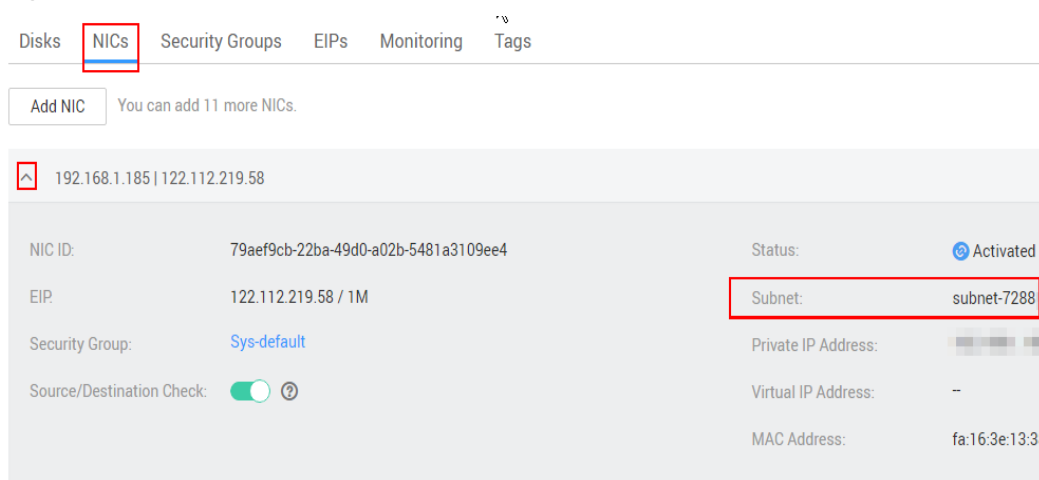 Disks NICs Security Groups EIPs Monitoring Tags
Add NIC You can add 11 more NICs.
192.168.1.185 | 122.112.219.58
NIC ID: 79aef9cb-22ba-49d0-a02b-5481a3109ee4 Status: Activated
EIP: 122.112.219.58 / 1M Subnet: subnet-7288
Security Group: Sys-default Private IP Address:
Source/Destination Check: Virtual IP Address: --
MAC Address: fa:16:3e:13:3